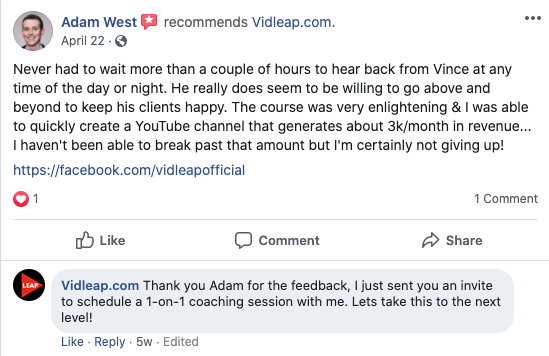 Adam West recommends Vidleap.com.
April 22 ·
Never had to wait more than a couple of hours to hear back from Vince at any
time of the day or night. He really does seem to be willing to go above and
beyond to keep his clients happy. The course was very enlightening & I was able
to quickly create a YouTube channel that generates about 3k/month in revenue...
I haven't been able to break past that amount but I'm certainly not giving up!
https://facebook.com/vidleapofficial
1
1 Comment
Like
Comment
Share
LEAP
Vidleap.com Thank you Adam for the feedback, I just sent you an invite
to schedule a 1-on-1 coaching session with me. Lets take this to the next
level!
Like · Reply · 5w · Edited